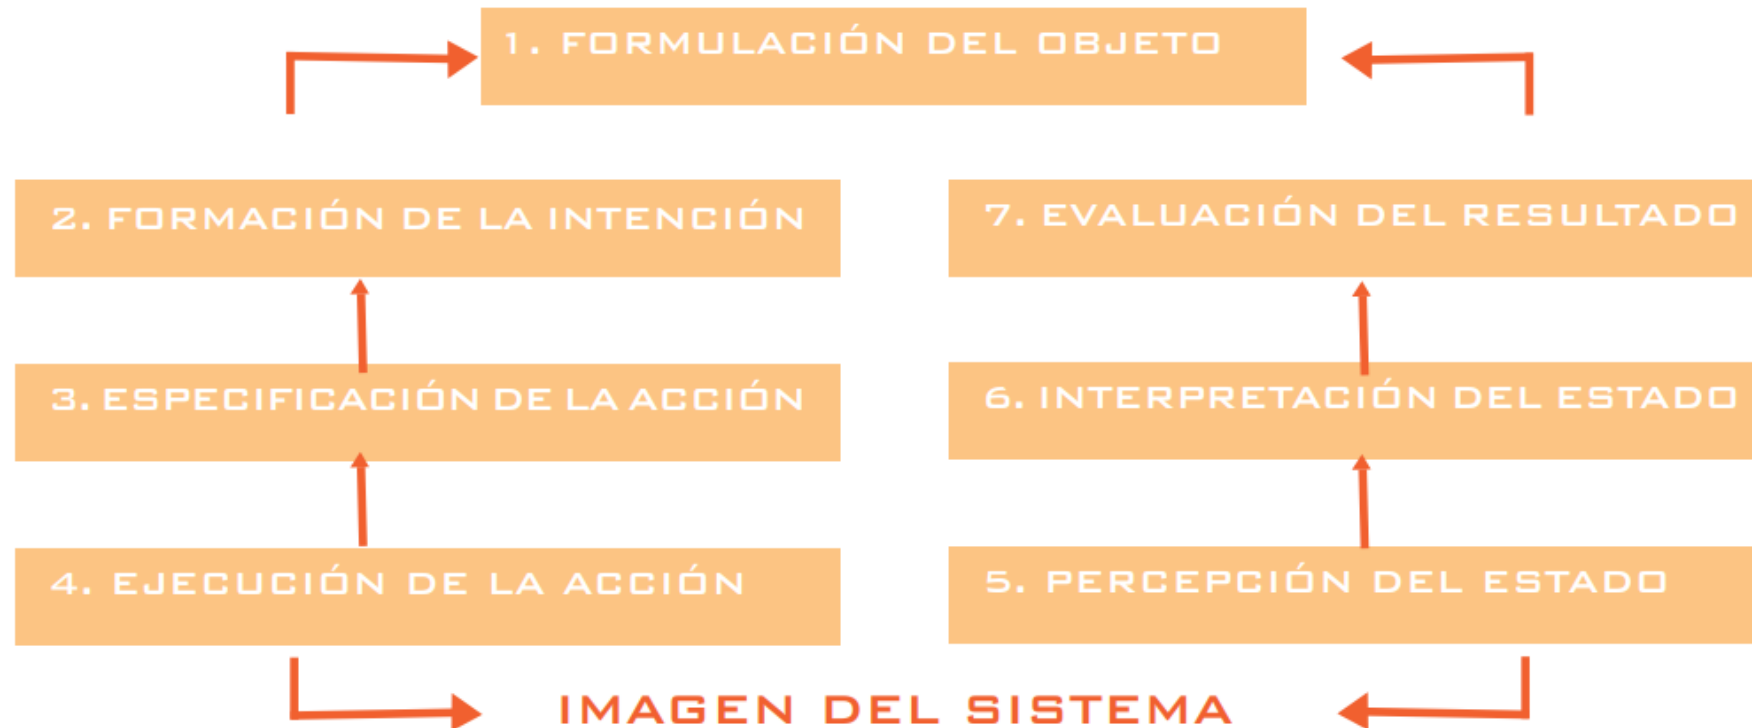 1. FORMULACIÓN DEL OBJETO
2. FORMACIÓN DE LA INTENCIÓN
7. EVALUACIÓN DEL RESULTADO
3. ESPECIFICACIÓN DE LA ACCIÓN
6. INTERPRETACIÓN DEL ESTADO
4. EJECUCIÓN DE LA ACCIÓN
5. PERCEPCIÓN DEL ESTADO
IMAGEN DEL SISTEMA